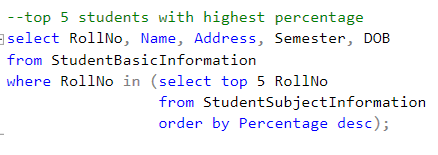 --top 5 students with highest percentage
select RollNo, Name, Address, Semester, DOB
from StudentBasicInformation
where RollNo in (select top 5 RollNo
from StudentSubjectInformation
order by Percentage desc);